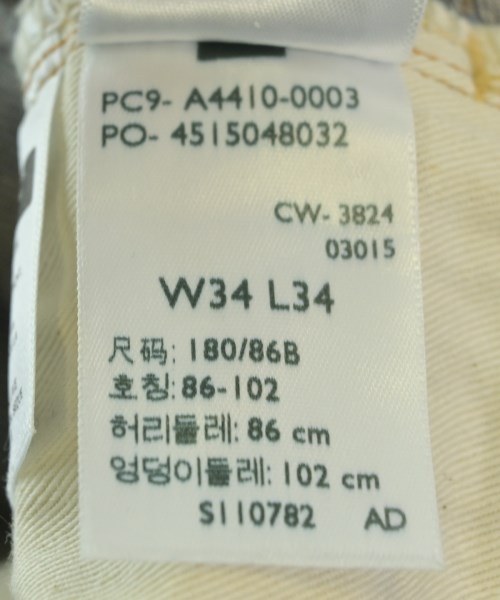 PC9- A4410-0003
PO- 4515048032
CW- 3824
03015
W34 L34
尺码: 180/86B
호칭: 86-102
허리둘레: 86 cm
엉덩이둘레: 102 cm
S110782 AD